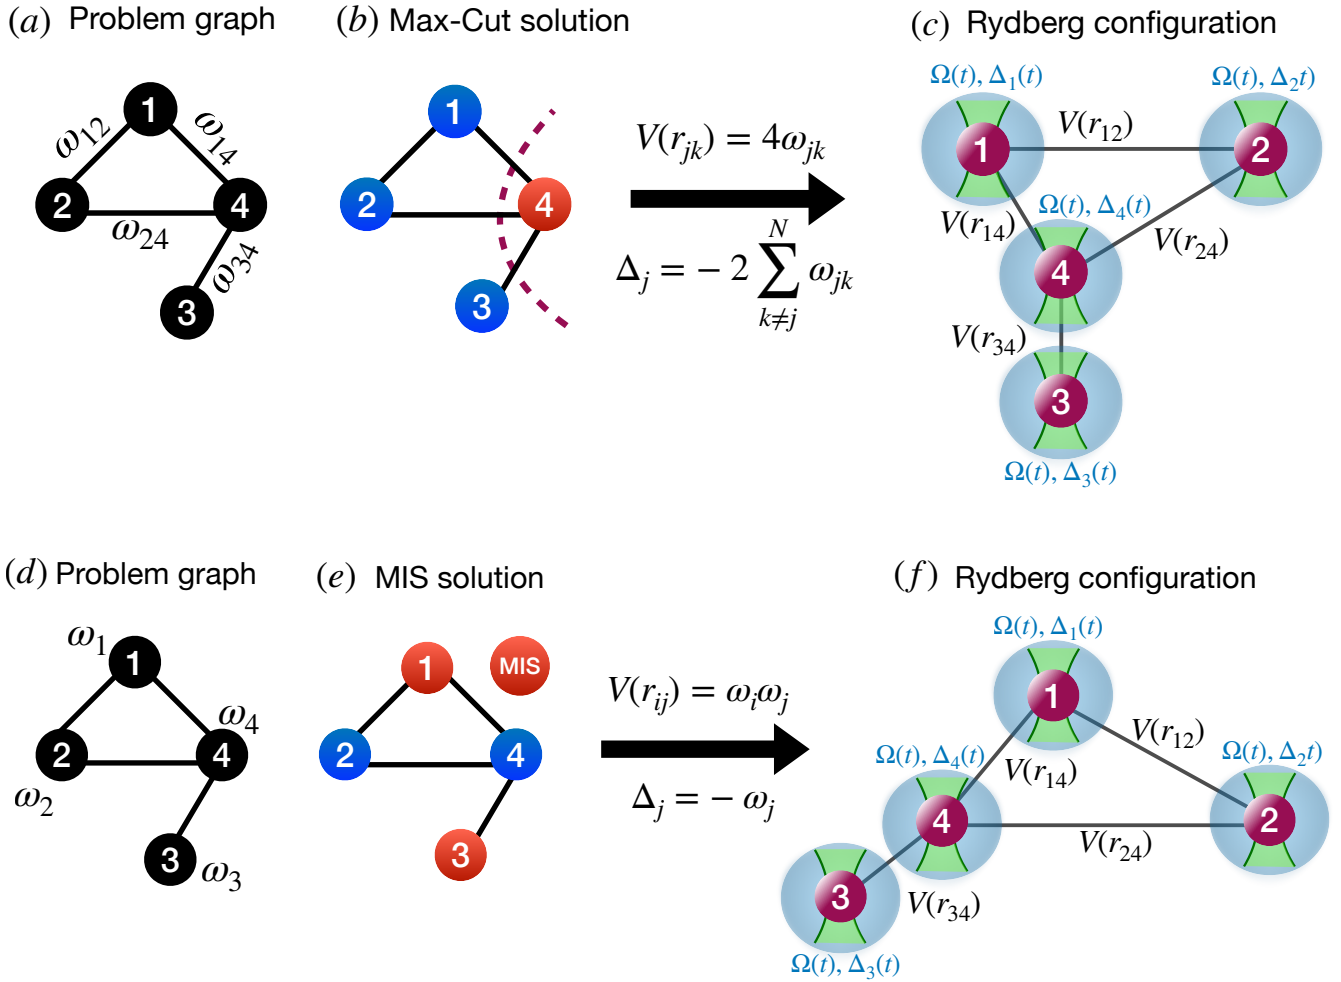 (a) Problem graph
1
2
4
3
ω12
ω14
ω24
ω34
(b) Max-Cut solution
1
2
4
3
V(rjk) = 4ωjk
Δj = − 2 ∑_{k≠j}^{N} ωjk
(c) Rydberg configuration
Ω(t), Δ1(t)
Ω(t), Δ2t)
1
V(r12)
2
Ω(t), Δ4(t)
V(r14)
V(r24)
4
V(r34)
3
Ω(t), Δ3(t)
(d) Problem graph
ω1
1
ω4
2
4
ω2
3
ω3
(e) MIS solution
1
MIS
2
4
3
V(rij) = ωiωj
Δj = − ωj
(f) Rydberg configuration
Ω(t), Δ1(t)
1
V(r12)
Ω(t), Δ4(t)
V(r14)
Ω(t), Δ2t)
4
2
V(r24)
3
V(r34)
Ω(t), Δ3(t)